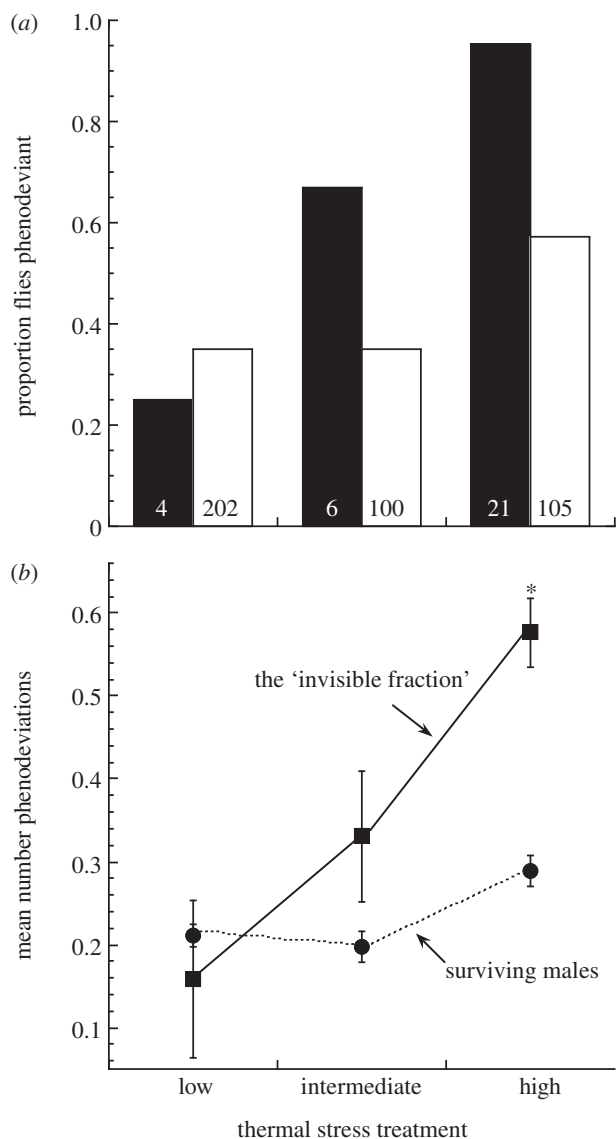 (a)
1.0
0.8
0.6
0.4
0.2
0
proportion flies phenodeviant
4 202 6 100 21 105
(b)
0.6
0.5
0.4
0.3
0.2
0.1
mean number phenodeviations
*
the ‘invisible fraction’
surviving males
low intermediate high
thermal stress treatment